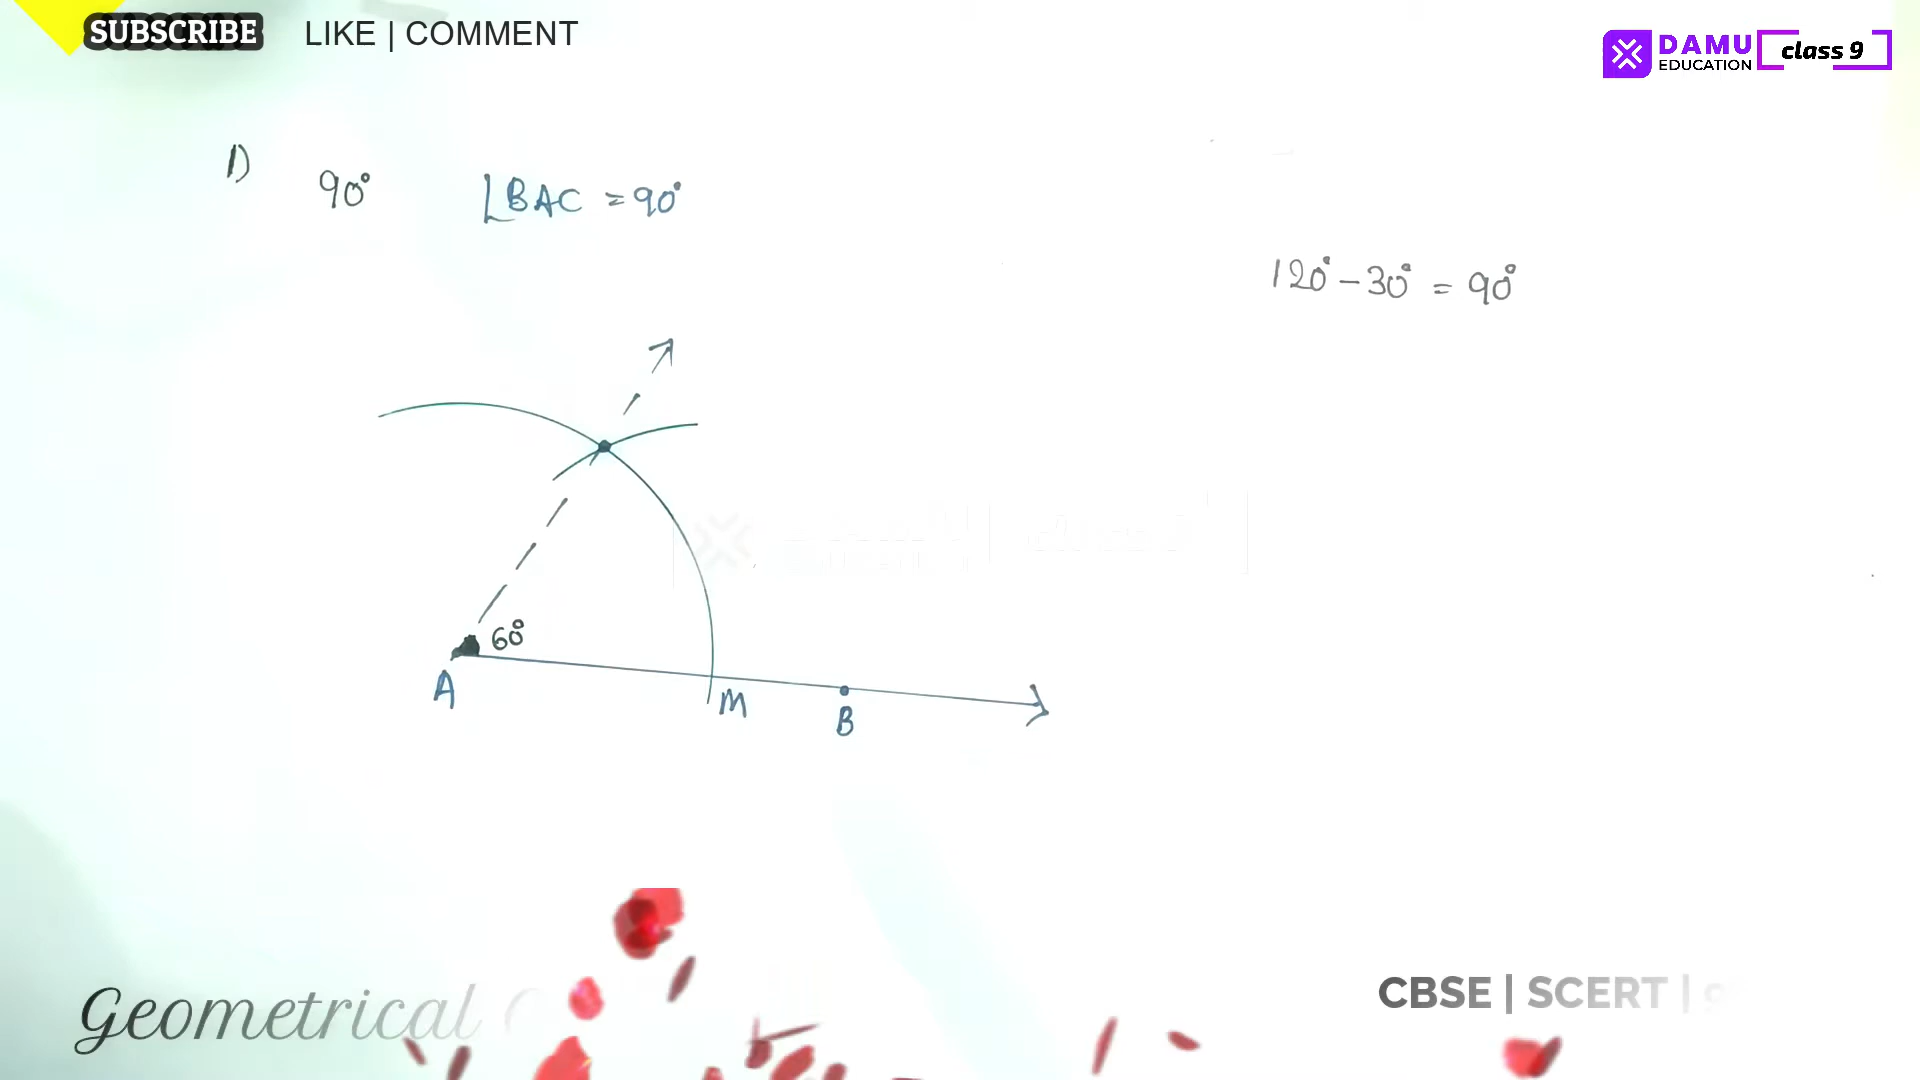 SUBSCRIBE LIKE | COMMENT
DAMU EDUCATION class 9
1) 90° ∠BAC = 90°
120° - 30° = 90°
60°
A M B
Geometrical
CBSE | SCERT |